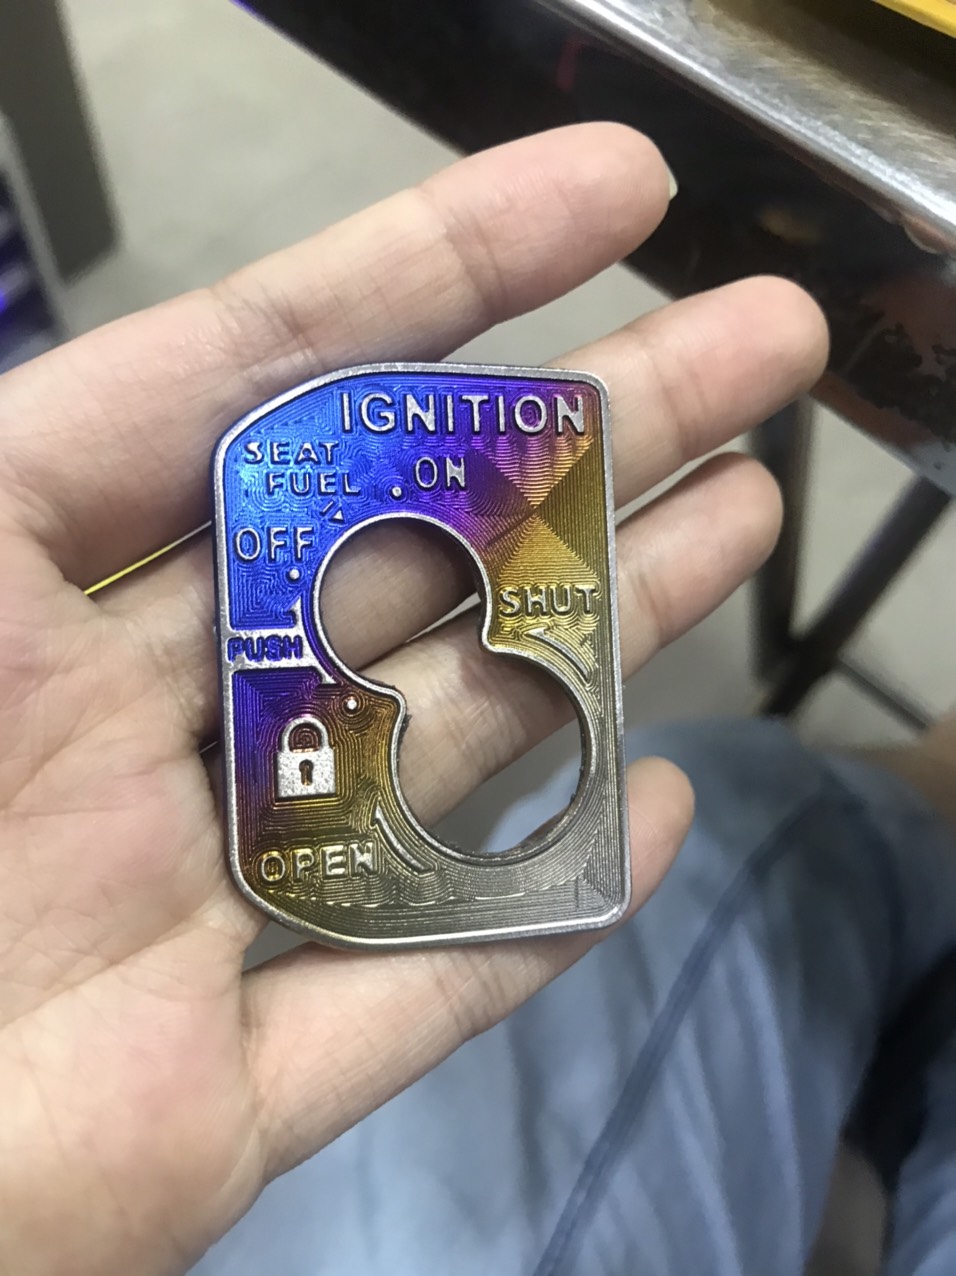 IGNITION
SEAT
FUEL
ON
OFF
SHUT
PUSH
OPEN